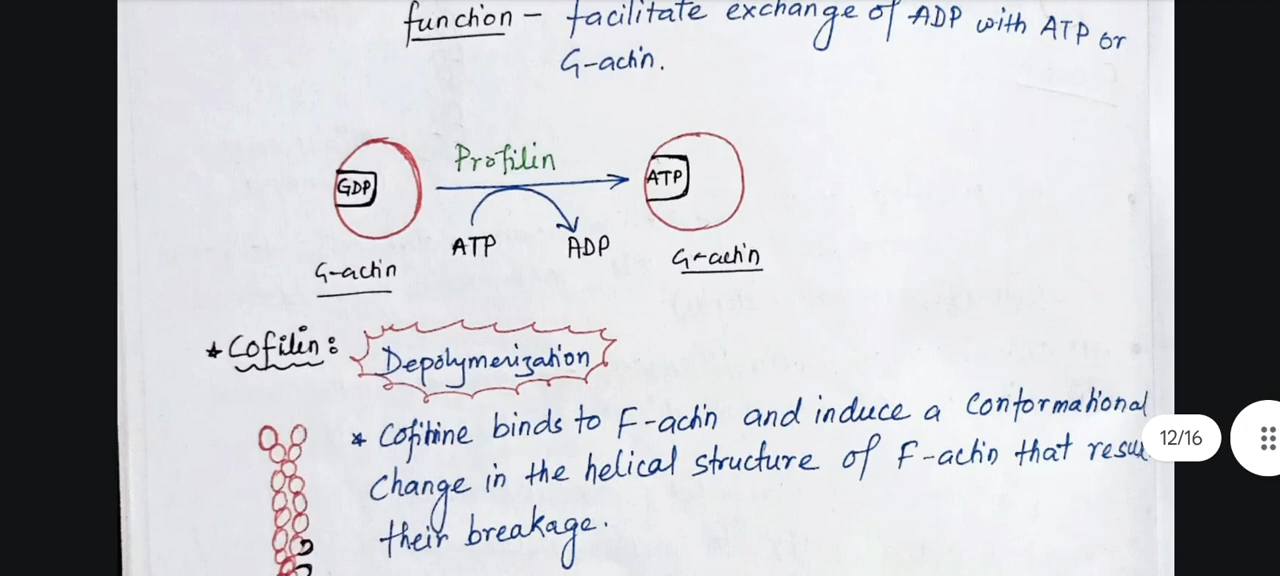 function - facilitate exchange of ADP with ATP or
G-actin.
Profilin
GDP
ATP
ATP
ADP
G-actin
G-actin
* Cofilin:
Depolymerization
* Cofiline binds to F-actin and induce a conformational
change in the helical structure of F-actin that resu
their breakage.
12/16